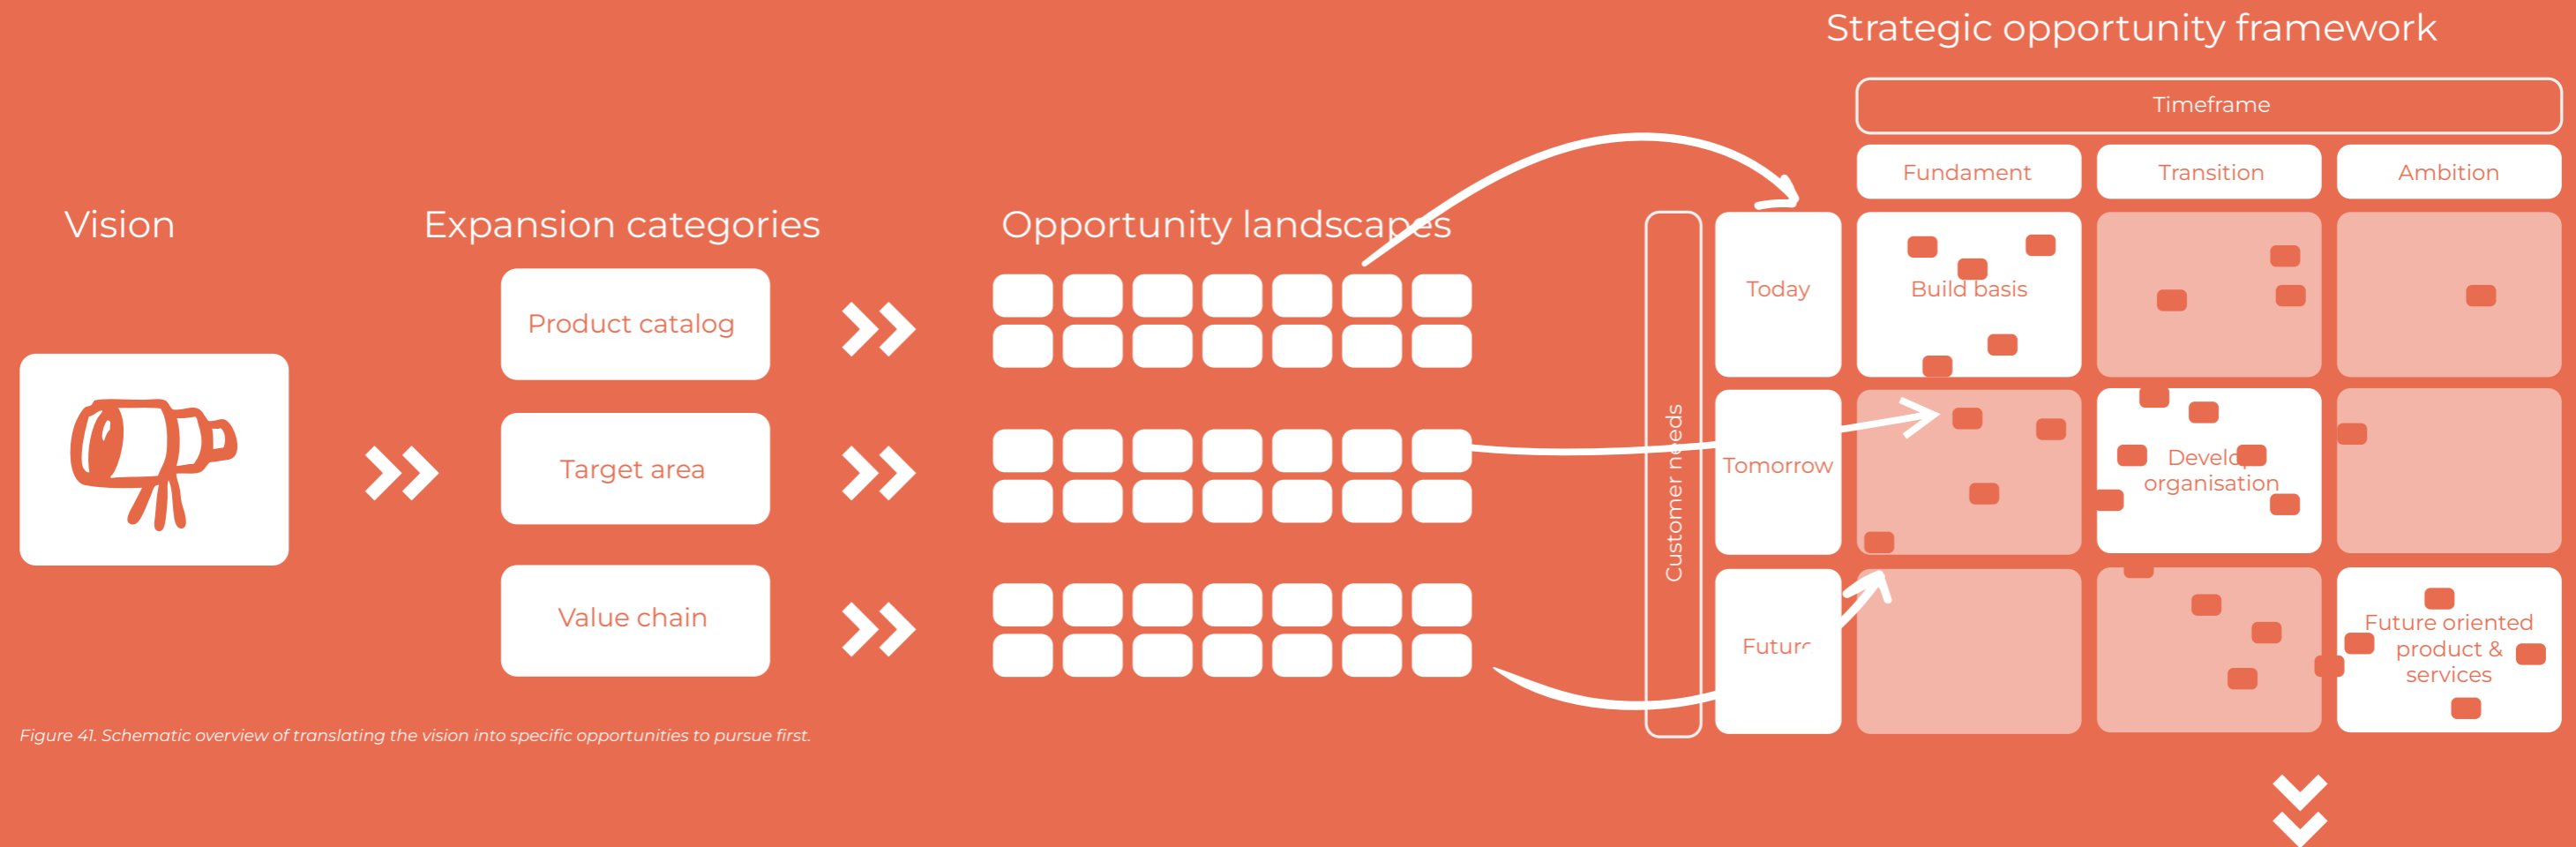 Strategic opportunity framework
Timeframe
Fundament
Transition
Ambition
Vision
Expansion categories
Opportunity landscapes
Product catalog
Target area
Value chain
Customer needs
Today
Build basis
Tomorrow
Develop
organisation
Future
Future oriented
product &
services
Figure 41. Schematic overview of translating the vision into specific opportunities to pursue first.